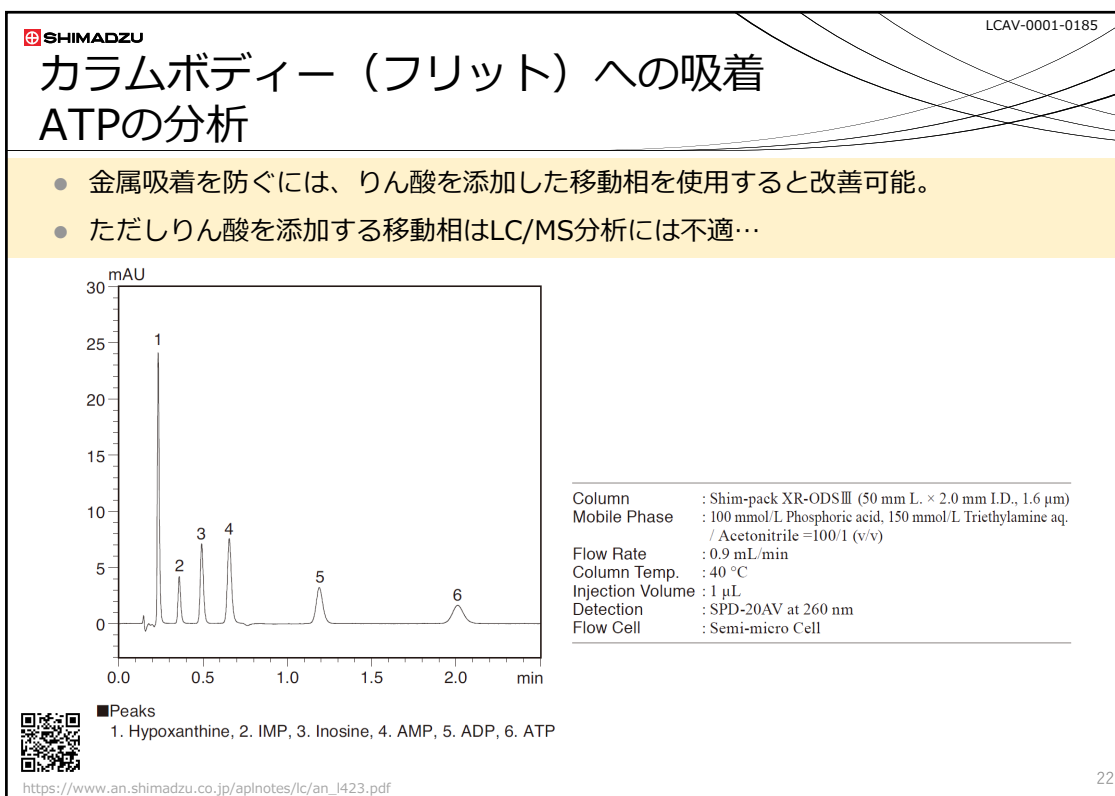 SHIMADZU
LCAV-0001-0185
カラムボディー（フリット）への吸着
ATPの分析
金属吸着を防ぐには、りん酸を添加した移動相を使用すると改善可能。
ただしりん酸を添加する移動相はLC/MS分析には不適…
mAU
30
25
20
15
10
5
0
1
2
3
4
5
6
0.0 0.5 1.0 1.5 2.0 min
■Peaks
1. Hypoxanthine, 2. IMP, 3. Inosine, 4. AMP, 5. ADP, 6. ATP
Column : Shim-pack XR-ODSⅢ (50 mm L. × 2.0 mm I.D., 1.6 μm)
Mobile Phase : 100 mmol/L Phosphoric acid, 150 mmol/L Triethylamine aq.
/ Acetonitrile =100/1 (v/v)
Flow Rate : 0.9 mL/min
Column Temp. : 40 °C
Injection Volume : 1 μL
Detection : SPD-20AV at 260 nm
Flow Cell : Semi-micro Cell
https://www.an.shimadzu.co.jp/aplnotes/lc/an_l423.pdf
22